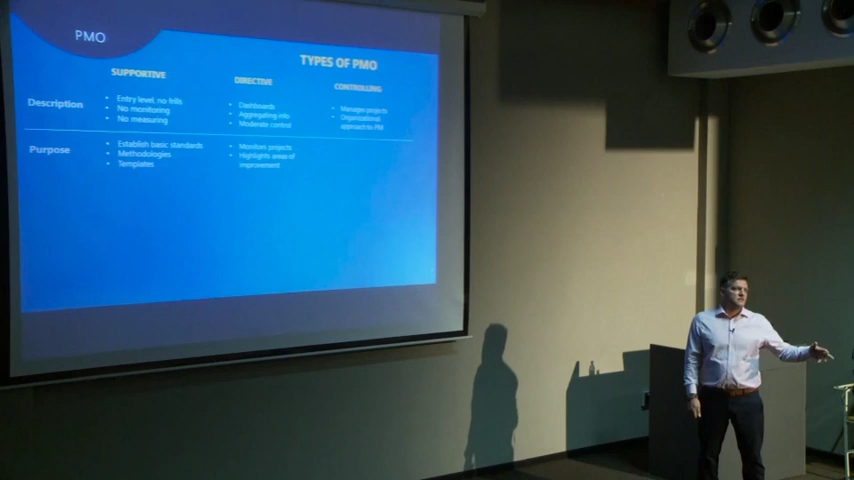 PMO
TYPES OF PMO
SUPPORTIVE
DIRECTIVE
CONTROLLING
Description
• Entry level, no frills
• No monitoring
• No measuring
• Dashboards
• Aggregating info
• Moderate control
• Manages projects
• Organizational
approach to PM
Purpose
• Establish basic standards
• Methodologies
• Templates
• Monitors projects
• Highlights areas of
improvement